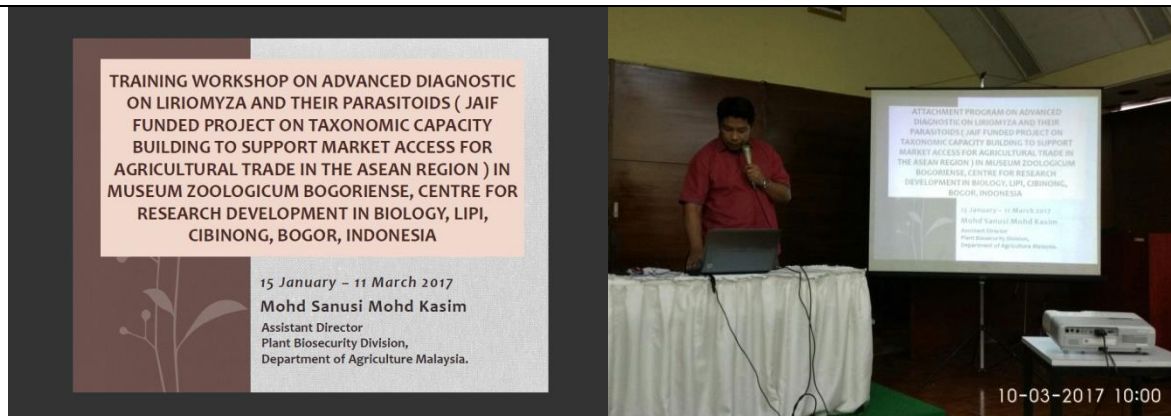 TRAINING WORKSHOP ON ADVANCED DIAGNOSTIC
ON LIRIOMYZA AND THEIR PARASITOIDS ( JAIF
FUNDED PROJECT ON TAXONOMIC CAPACITY
BUILDING TO SUPPORT MARKET ACCESS FOR
AGRICULTURAL TRADE IN THE ASEAN REGION ) IN
MUSEUM ZOOLOGICUM BOGORIENSE, CENTRE FOR
RESEARCH DEVELOPMENT IN BIOLOGY, LIPI,
CIBINONG, BOGOR, INDONESIA
15 January – 11 March 2017
Mohd Sanusi Mohd Kasim
Assistant Director
Plant Biosecurity Division,
Department of Agriculture Malaysia.
ATTACHMENT PROGRAM ON ADVANCED
DIAGNOSTIC ON LIRIOMYZA AND THEIR
PARASITOIDS ( JAIF FUNDED PROJECT ON
TAXONOMIC CAPACITY BUILDING TO SUPPORT
MARKET ACCESS FOR AGRICULTURAL TRADE IN
THE ASEAN REGION ) IN MUSEUM ZOOLOGICUM
BOGORIENSE, CENTRE FOR RESEARCH
DEVELOPMENT IN BIOLOGY, LIPI, CIBINONG,
BOGOR, INDONESIA
15 January – 11 March 2017
Mohd Sanusi Mohd Kasim
Assistant Director
Plant Biosecurity Division,
Department of Agriculture Malaysia.
10-03-2017 10:00